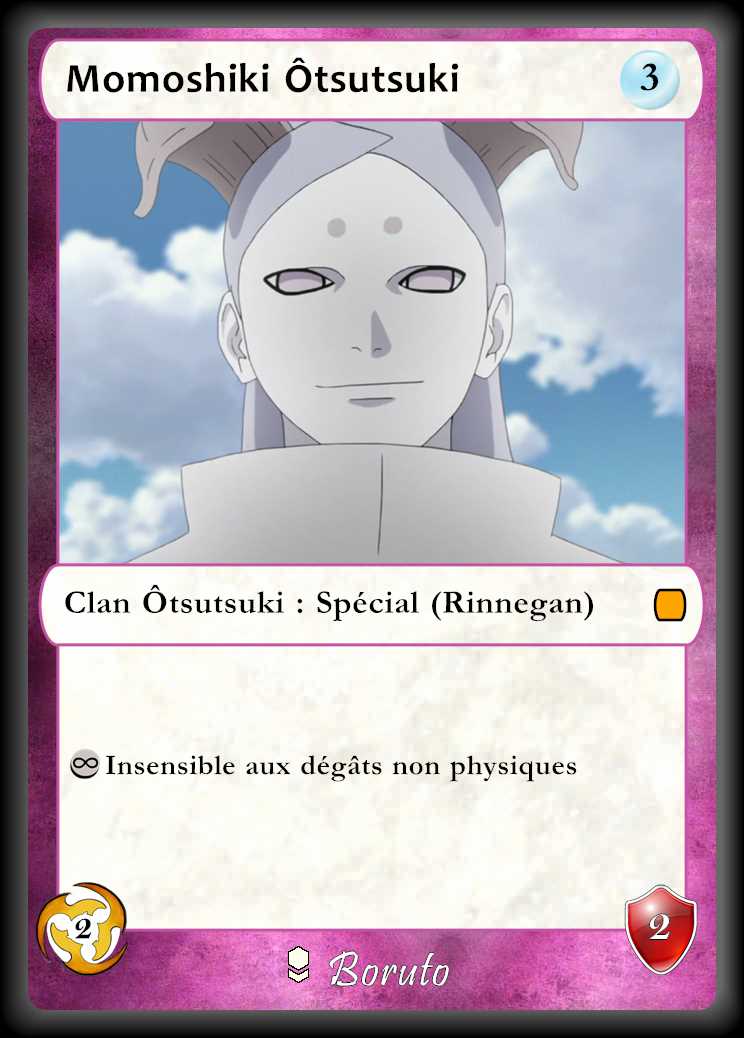 Momoshiki Ôtsutsuki
3
Clan Ôtsutsuki : Spécial (Rinnegan)
∞ Insensible aux dégâts non physiques
2
2
Boruto